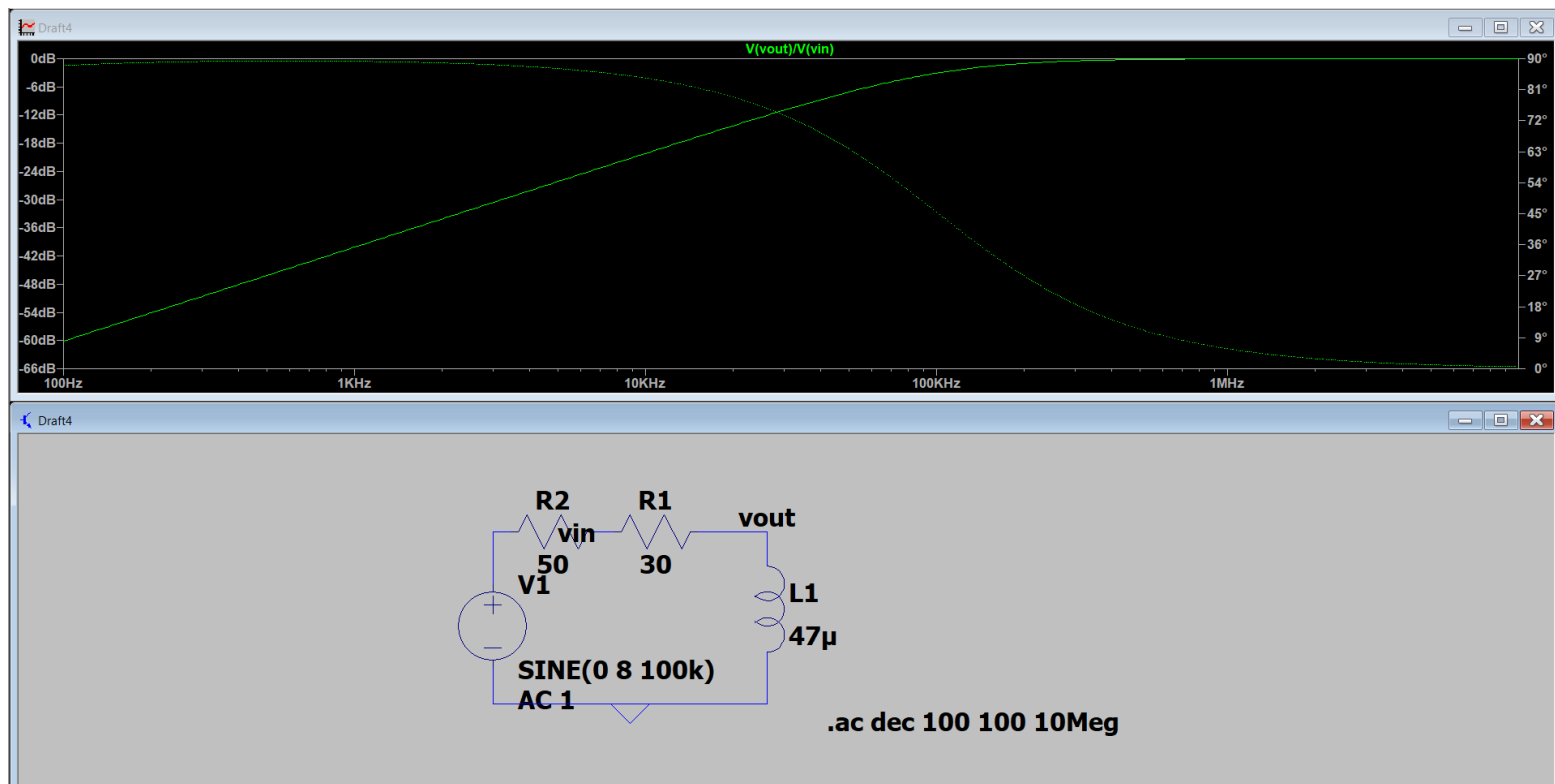 Draft4
V(vout)/V(vin)
0dB
-6dB
-12dB
-18dB
-24dB
-30dB
-36dB
-42dB
-48dB
-54dB
-60dB
-66dB
90°
81°
72°
63°
54°
45°
36°
27°
18°
9°
0°
100Hz 1KHz 10KHz 100KHz 1MHz
Draft4
R2 R1
vin
vout
50 30
V1
L1
47µ
SINE(0 8 100k)
AC 1
.ac dec 100 100 10Meg